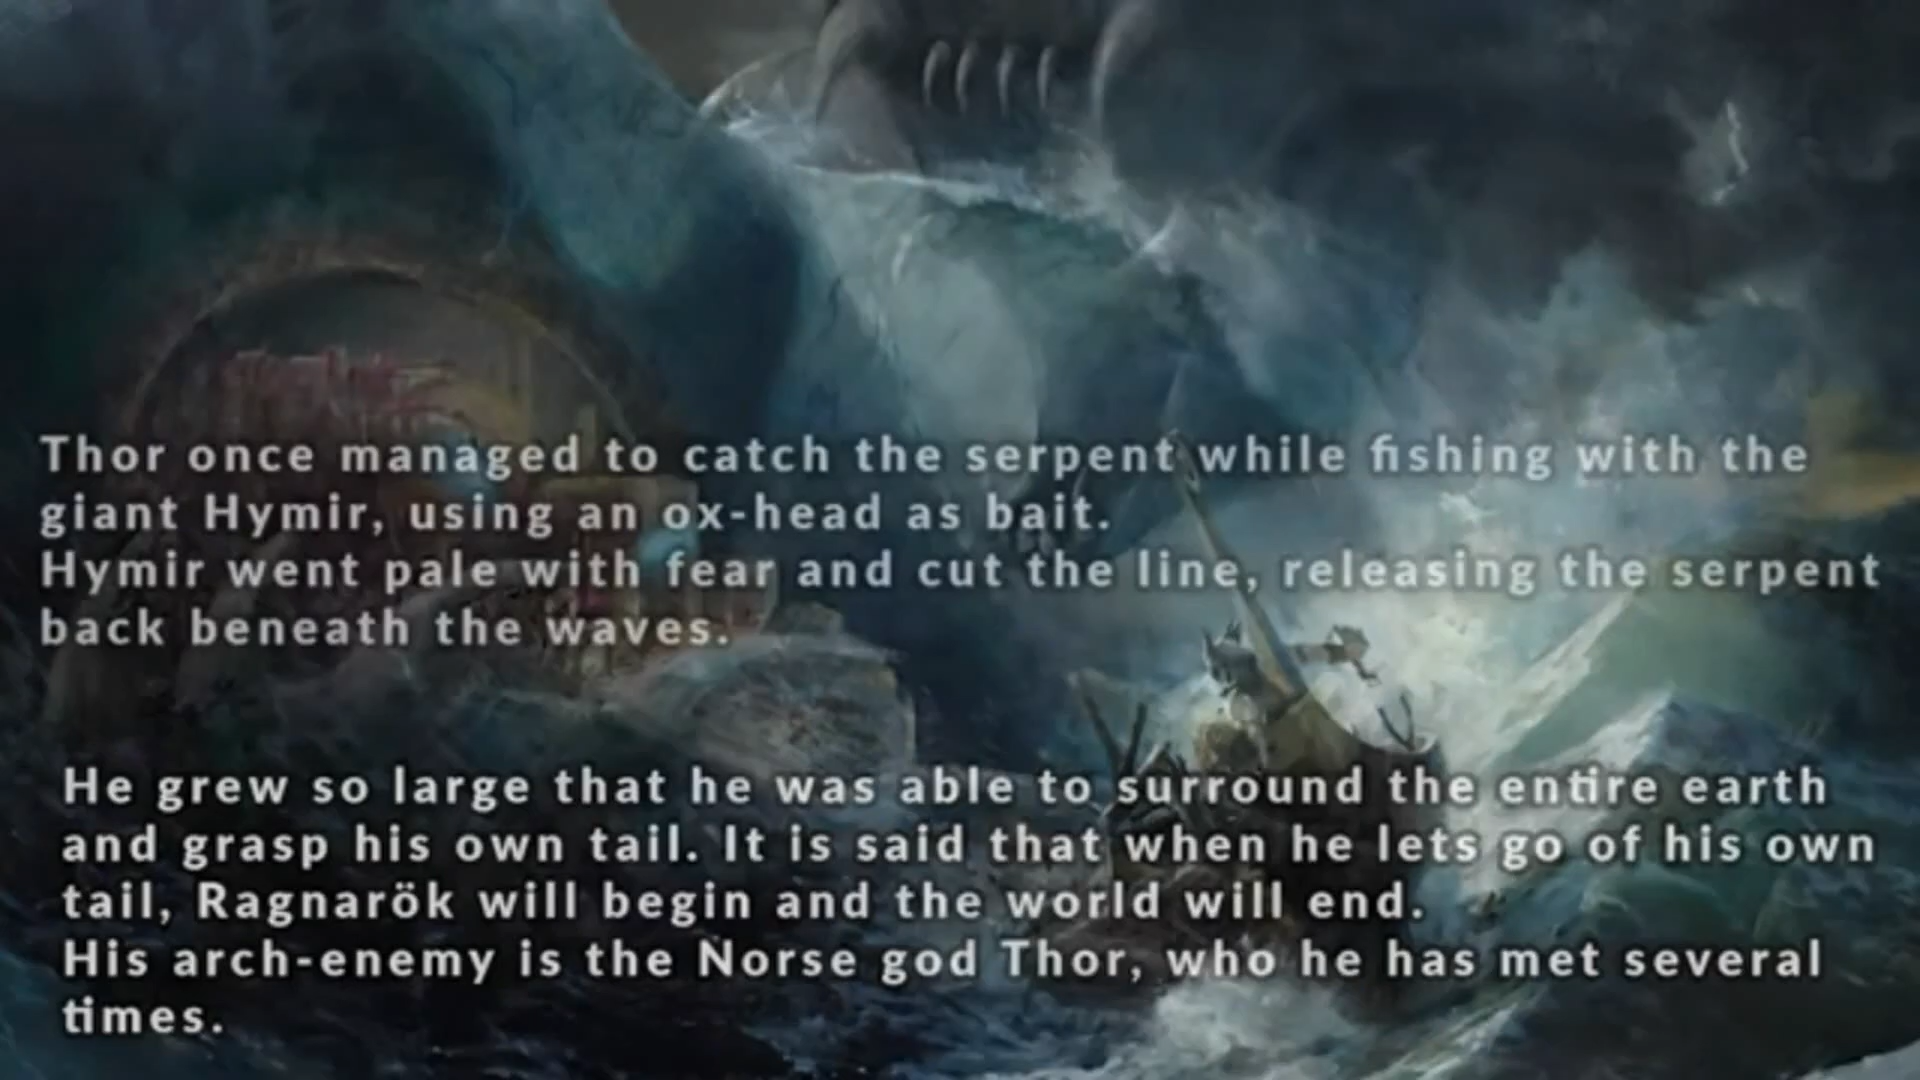 Thor once managed to catch the serpent while fishing with the
giant Hymir, using an ox-head as bait.
Hymir went pale with fear and cut the line, releasing the serpent
back beneath the waves.
He grew so large that he was able to surround the entire earth
and grasp his own tail. It is said that when he lets go of his own
tail, Ragnarök will begin and the world will end.
His arch-enemy is the Norse god Thor, who he has met several
times.